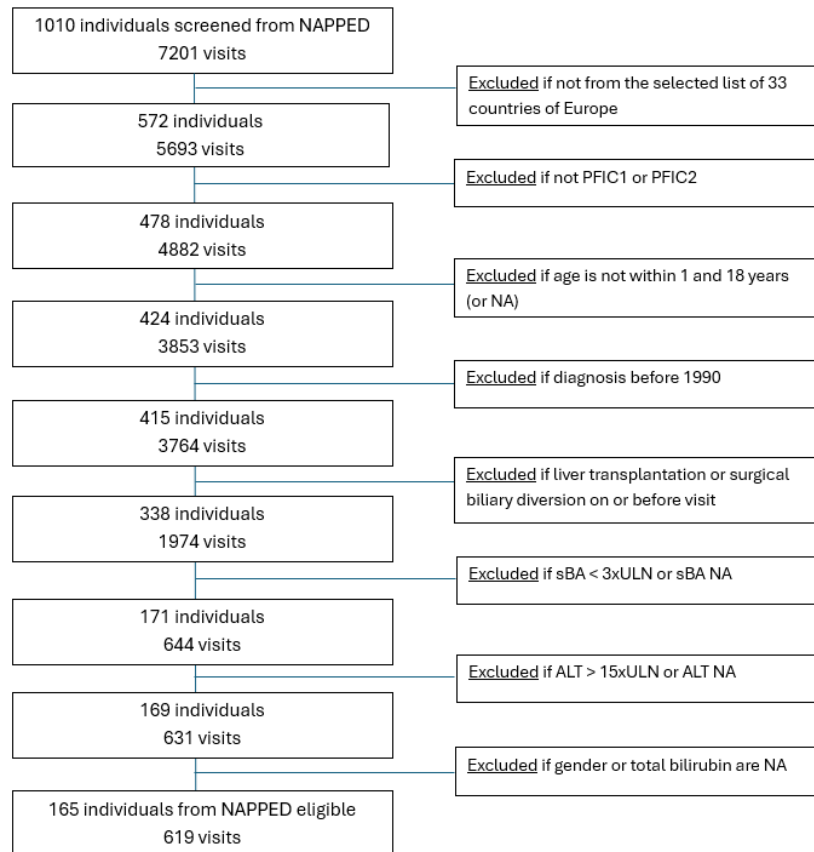 1010 individuals screened from NAPPED
7201 visits
Excluded if not from the selected list of 33
countries of Europe
572 individuals
5693 visits
Excluded if not PFIC1 or PFIC2
478 individuals
4882 visits
Excluded if age is not within 1 and 18 years
(or NA)
424 individuals
3853 visits
Excluded if diagnosis before 1990
415 individuals
3764 visits
Excluded if liver transplantation or surgical
biliary diversion on or before visit
338 individuals
1974 visits
Excluded if sBA < 3xULN or sBA NA
171 individuals
644 visits
Excluded if ALT > 15xULN or ALT NA
169 individuals
631 visits
Excluded if gender or total bilirubin are NA
165 individuals from NAPPED eligible
619 visits